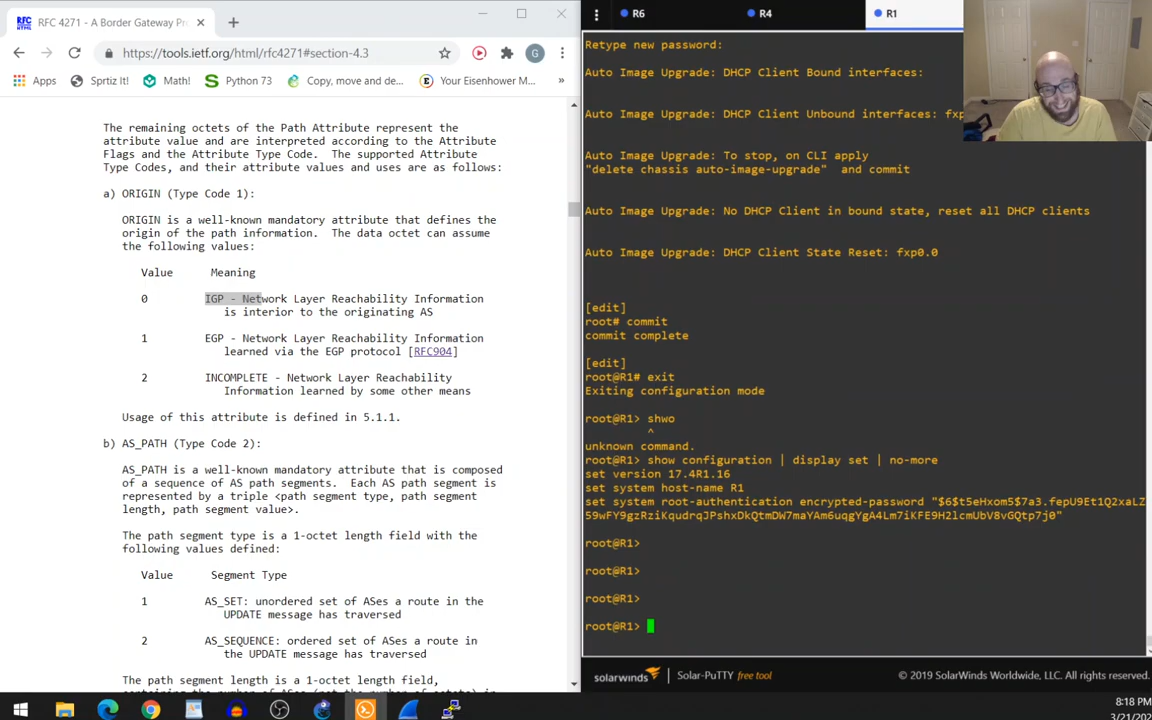 RFC 4271 - A Border Gateway Pro
https://tools.ietf.org/html/rfc4271#section-4.3
G
Apps
Sprtiz It!
Math!
Python 73
Copy, move and de...
Your Eisenhower M...
»
The remaining octets of the Path Attribute represent the
attribute value and are interpreted according to the Attribute
Flags and the Attribute Type Code. The supported Attribute
Type Codes, and their attribute values and uses are as follows:
a) ORIGIN (Type Code 1):
ORIGIN is a well-known mandatory attribute that defines the
origin of the path information. The data octet can assume
the following values:
Value Meaning
0 IGP - Network Layer Reachability Information
is interior to the originating AS
1 EGP - Network Layer Reachability Information
learned via the EGP protocol [RFC904]
2 INCOMPLETE - Network Layer Reachability
Information learned by some other means
Usage of this attribute is defined in 5.1.1.
b) AS_PATH (Type Code 2):
AS_PATH is a well-known mandatory attribute that is composed
of a sequence of AS path segments. Each AS path segment is
represented by a triple <path segment type, path segment
length, path segment value>.
The path segment type is a 1-octet length field with the
following values defined:
Value Segment Type
1 AS_SET: unordered set of ASes a route in the
UPDATE message has traversed
2 AS_SEQUENCE: ordered set of ASes a route in
the UPDATE message has traversed
The path segment length is a 1-octet length field,
R6
R4
R1
Retype new password:
Auto Image Upgrade: DHCP Client Bound interfaces:
Auto Image Upgrade: DHCP Client Unbound interfaces: fxp
Auto Image Upgrade: To stop, on CLI apply
"delete chassis auto-image-upgrade" and commit
Auto Image Upgrade: No DHCP Client in bound state, reset all DHCP clients
Auto Image Upgrade: DHCP Client State Reset: fxp0.0
[edit]
root# commit
commit complete
[edit]
root@R1# exit
Exiting configuration mode
root@R1> shwo
^
unknown command.
root@R1> show configuration | display set | no-more
set version 17.4R1.16
set system host-name R1
set system root-authentication encrypted-password "$6$t5eHxom5$7a3.fepU9Et1Q2xaLZ
59wFY9gzRziKqudrqJPshxDkQtmDW7maYAm6uqgYgA4Lm7iKFE9H2lcmUbV8vGQtp7j0"
root@R1>
root@R1>
root@R1>
root@R1>
solarwinds
Solar-PuTTY free tool
© 2019 SolarWinds Worldwide, LLC. All rights reserved.
8:18 PM